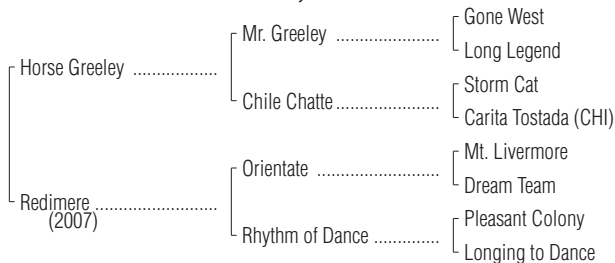 Gone West
Mr. Greeley ..................
Long Legend
Horse Greeley .................
Storm Cat
Chile Chatte ..................
Carita Tostada (CHI)
Mt. Livermore
Orientate ....................
Dream Team
Redimere ........................
(2007)
Pleasant Colony
Rhythm of Dance .............
Longing to Dance